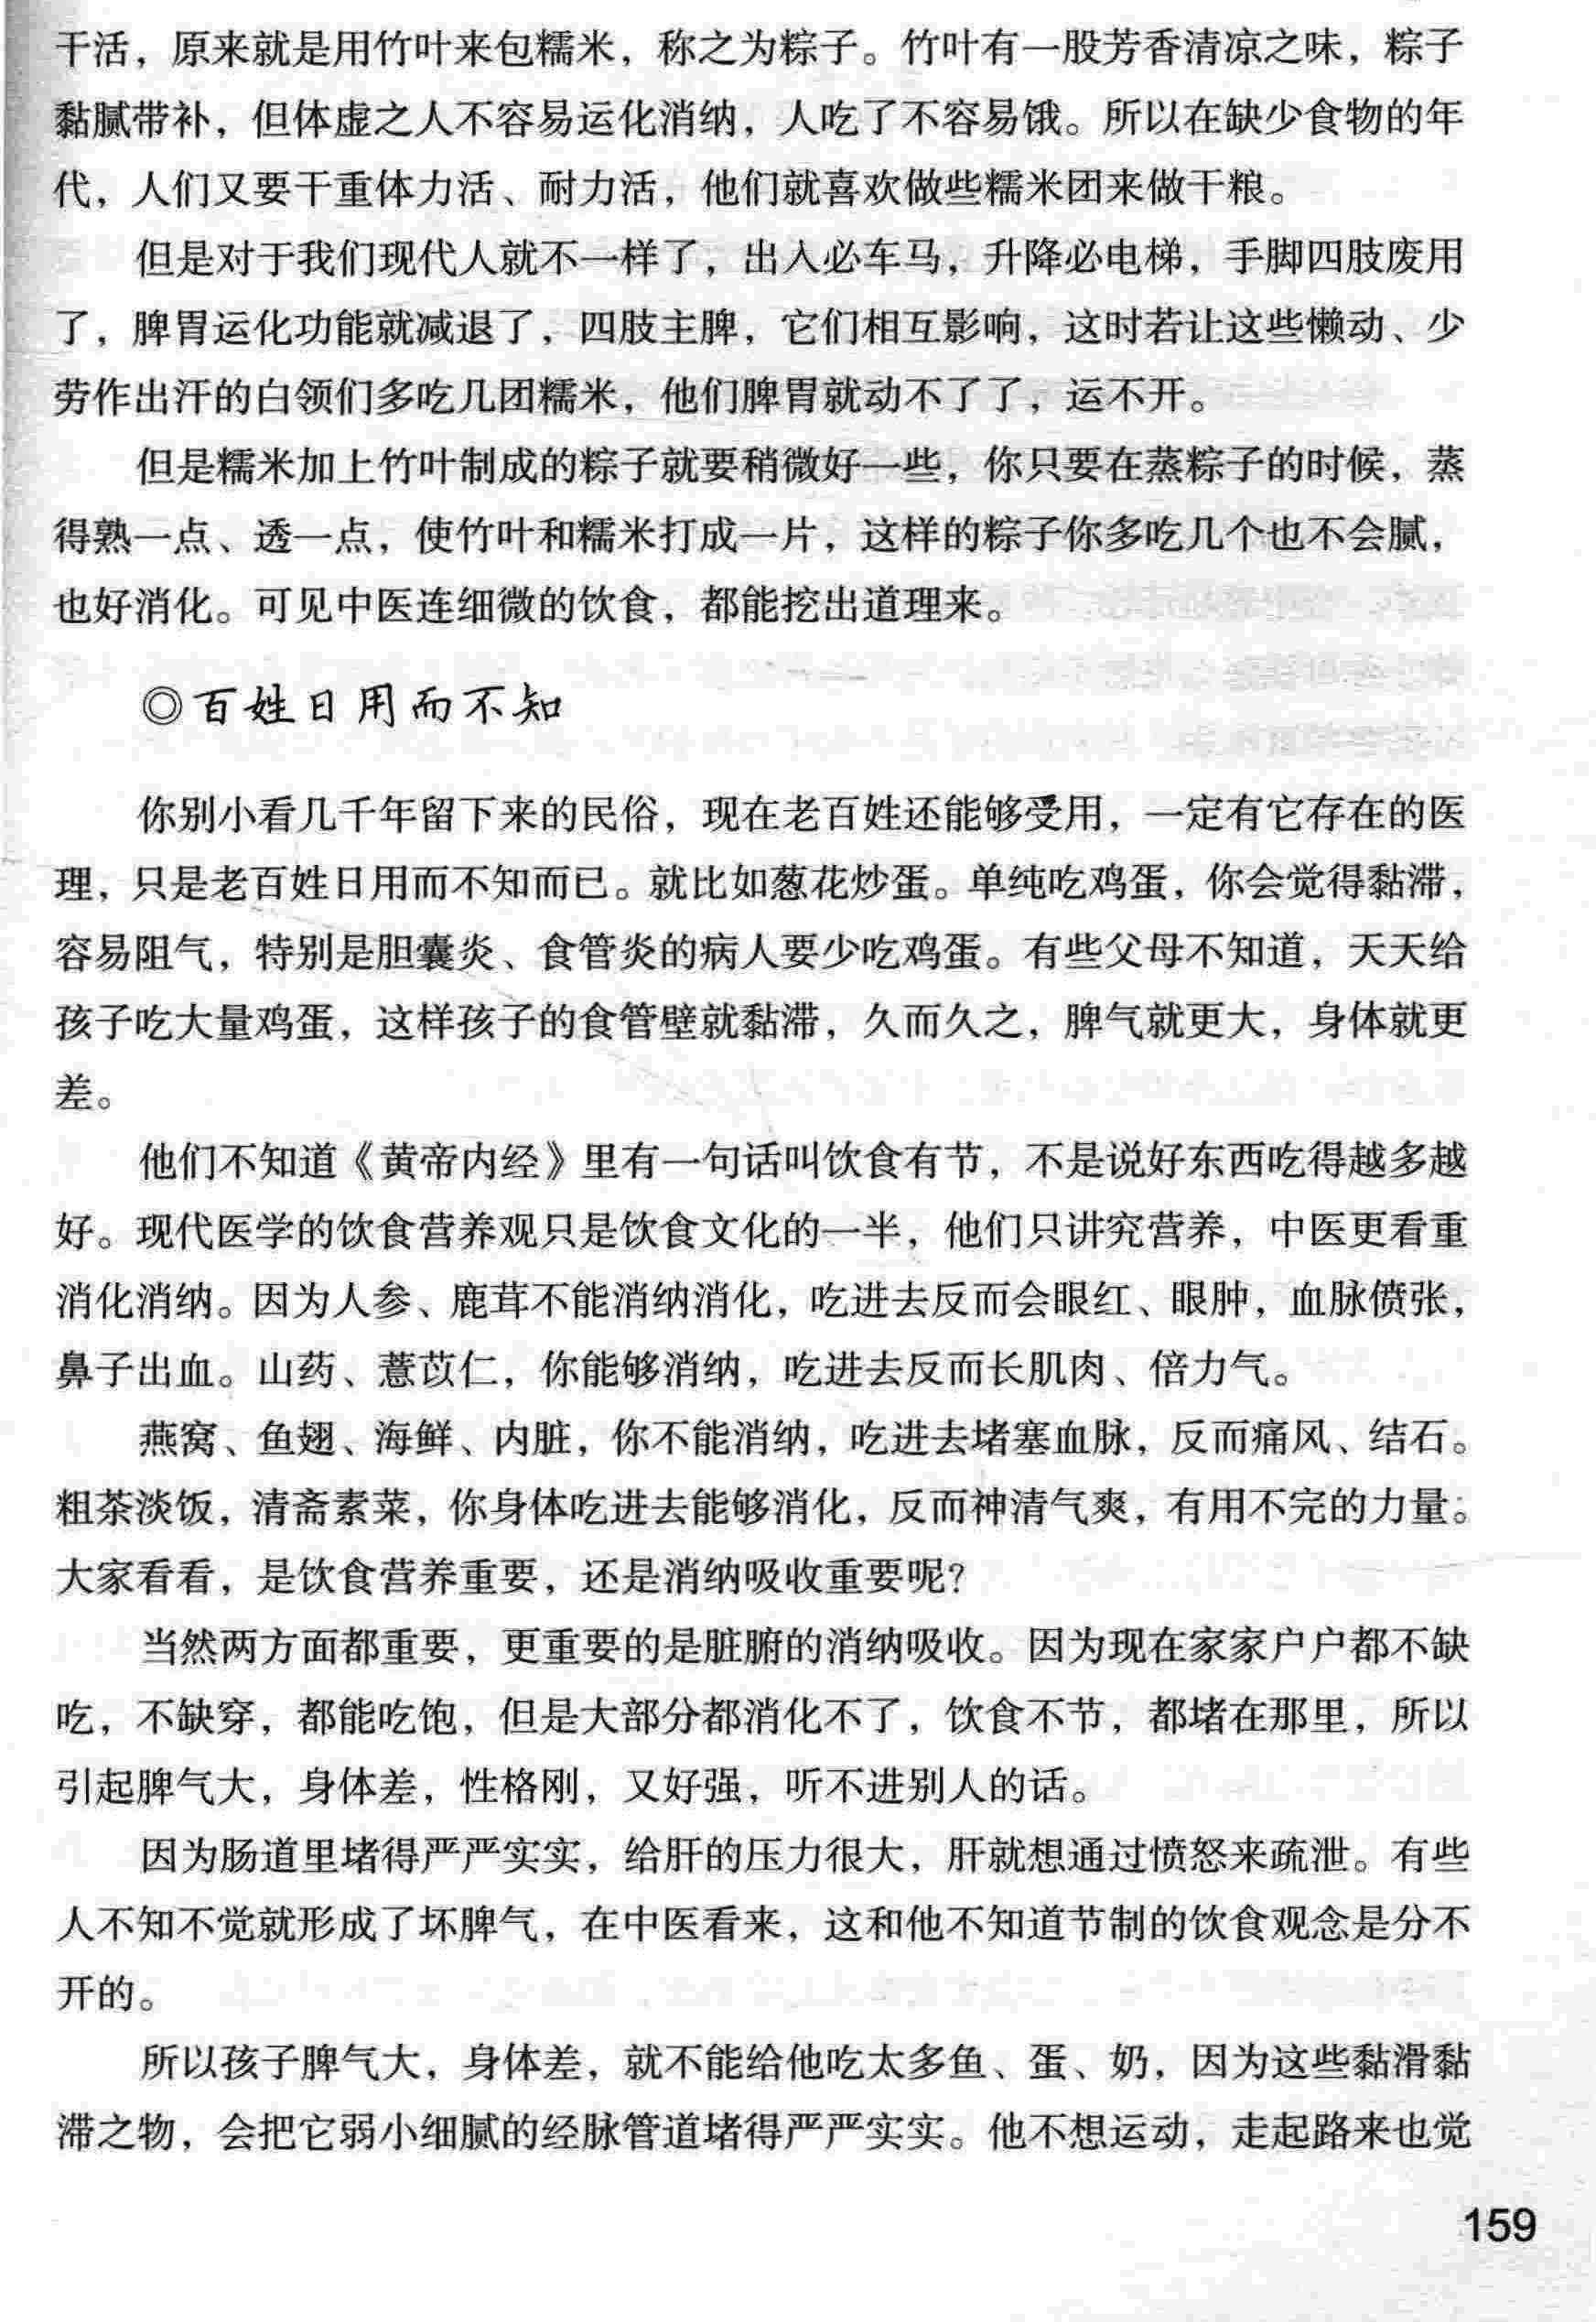 干活，原来就是用竹叶来包糯米，称之为粽子。竹叶有一股芳香清凉之味，粽子
黏腻带补，但体虚之人不容易运化消纳，人吃了不容易饿。所以在缺少食物的年
代，人们又要干重体力活、耐力活，他们就喜欢做些糯米团来做干粮。
但是对于我们现代人就不一样了，出入必车马，升降必电梯，手脚四肢废用
了，脾胃运化功能就减退了，四肢主脾，它们相互影响，这时若让这些懒动、少
劳作出汗的白领们多吃几团糯米，他们脾胃就动不了了，运不开。
但是糯米加上竹叶制成的粽子就要稍微好一些，你只要在蒸粽子的时候，蒸
得熟一点、透一点，使竹叶和糯米打成一片，这样的粽子你多吃几个也不会腻，
也好消化。可见中医连细微的饮食，都能挖出道理来。
◎百姓日用而不知
你别小看几千年留下来的民俗，现在老百姓还能够受用，一定有它存在的医
理，只是老百姓日用而不知而已。就比如葱花炒蛋。单纯吃鸡蛋，你会觉得黏滞，
容易阻气，特别是胆囊炎、食管炎的病人要少吃鸡蛋。有些父母不知道，天天给
孩子吃大量鸡蛋，这样孩子的食管壁就黏滞，久而久之，脾气就更大，身体就更
差。
他们不知道《黄帝内经》里有一句话叫饮食有节，不是说好东西吃得越多越
好。现代医学的饮食营养观只是饮食文化的一半，他们只讲究营养，中医更看重
消化消纳。因为人参、鹿茸不能消纳消化，吃进去反而会眼红、眼肿，血脉偾张，
鼻子出血。山药、薏苡仁，你能够消纳，吃进去反而长肌肉、倍力气。
燕窝、鱼翅、海鲜、内脏，你不能消纳，吃进去堵塞血脉，反而痛风、结石。
粗茶淡饭，清斋素菜，你身体吃进去能够消化，反而神清气爽，有用不完的力量。
大家看看，是饮食营养重要，还是消纳吸收重要呢？
当然两方面都重要，更重要的是脏腑的消纳吸收。因为现在家家户户都不缺
吃，不缺穿，都能吃饱，但是大部分都消化不了，饮食不节，都堵在那里，所以
引起脾气大，身体差，性格刚，又好强，听不进别人的话。
因为肠道里堵得严严实实，给肝的压力很大，肝就想通过愤怒来疏泄。有些
人不知不觉就形成了坏脾气，在中医看来，这和他不知道节制的饮食观念是分不
开的。
所以孩子脾气大，身体差，就不能给他吃太多鱼、蛋、奶，因为这些黏滑黏
滞之物，会把它弱小细腻的经脉管道堵得严严实实。他不想运动，走起路来也觉
159